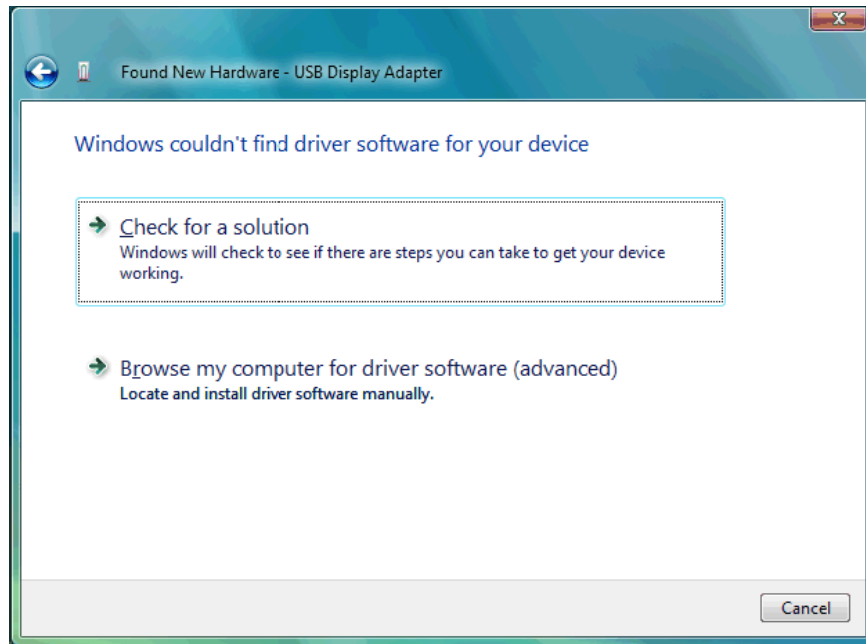 Found New Hardware - USB Display Adapter
Windows couldn't find driver software for your device
Check for a solution
Windows will check to see if there are steps you can take to get your device
working.
Browse my computer for driver software (advanced)
Locate and install driver software manually.
Cancel